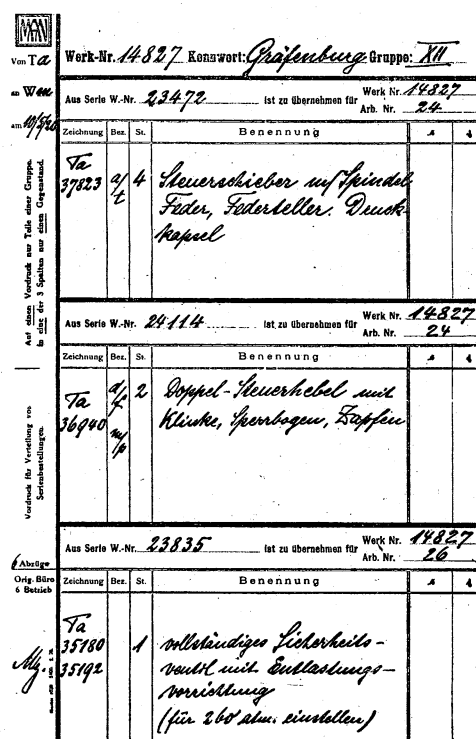 MAN
Von Ta
Werk-Nr. 14827 Kennwort: Gräfenburg Gruppe: XII
an Wen
am 10/5/26
Aus Serie W.-Nr. 23472 ist zu übernehmen für Werk Nr. 14827
Arb. Nr. 24
Zeichnung Bez. St. Benennung
Ta
37823 a/t 4 Steuerschieber m/Spindel
Feder, Federteller. Druck-
kapsel
Auf einen Vordruck nur Teile einer Gruppe.
In eine der 3 Spalten nur einen Gegenstand.
Aus Serie W.-Nr. 24114 ist zu übernehmen für Werk Nr. 14827
Arb. Nr. 24
Zeichnung Bez. St. Benennung
Ta
36940 2 Doppel-Steuerhebel mit
m/p Klinke, Sperrbogen, Zapfen
Vordruck für Verteilung von
Serienbestellungen.
Aus Serie W.-Nr. 23835 ist zu übernehmen für Werk Nr. 14827
Arb. Nr. 26
6 Abzüge
Orig. Büro
6 Betrieb
Zeichnung Bez. St. Benennung
Ta
35180 1 vollständiges Sicherheits-
35192 ventil mit Entlastungs-
vorrichtung
(für 260 atm. einstellen)